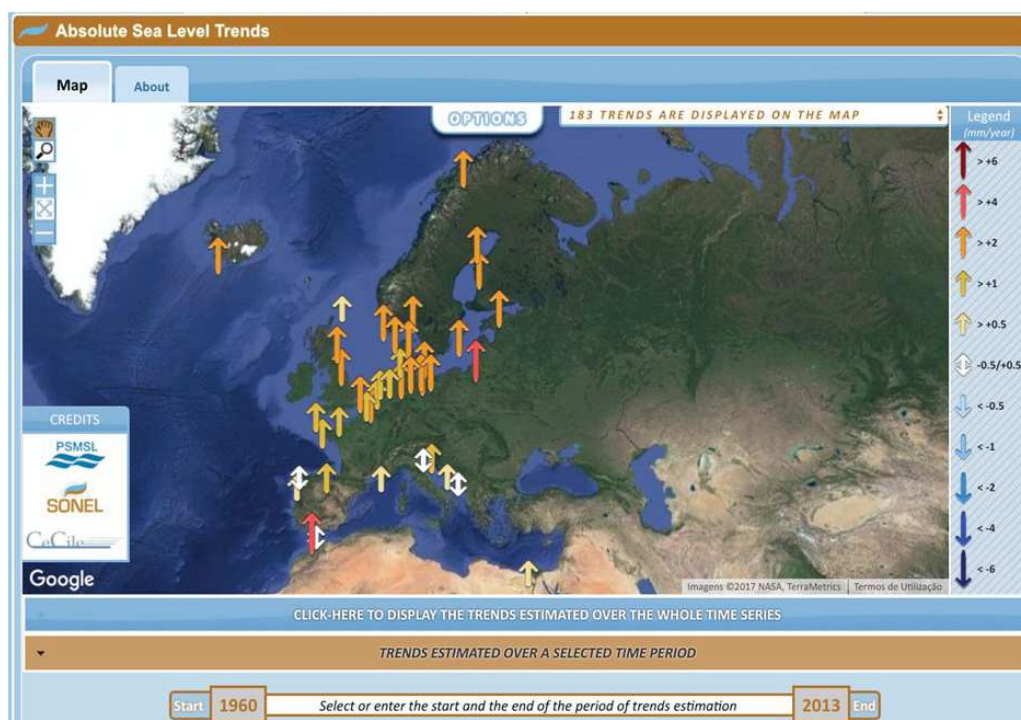 Absolute Sea Level Trends
Map
About
OPTIONS
183 TRENDS ARE DISPLAYED ON THE MAP
Legend
(mm/year)
> +6
> +4
> +2
> +1
> +0.5
-0.5/+0.5
< -0.5
< -1
< -2
< -4
< -6
CREDITS
PSMSL
SONEL
CeCile
Google
Imagens ©2017 NASA, TerraMetrics
Termos de Utilização
CLICK-HERE TO DISPLAY THE TRENDS ESTIMATED OVER THE WHOLE TIME SERIES
TRENDS ESTIMATED OVER A SELECTED TIME PERIOD
Start 1960 Select or enter the start and the end of the period of trends estimation 2013 End